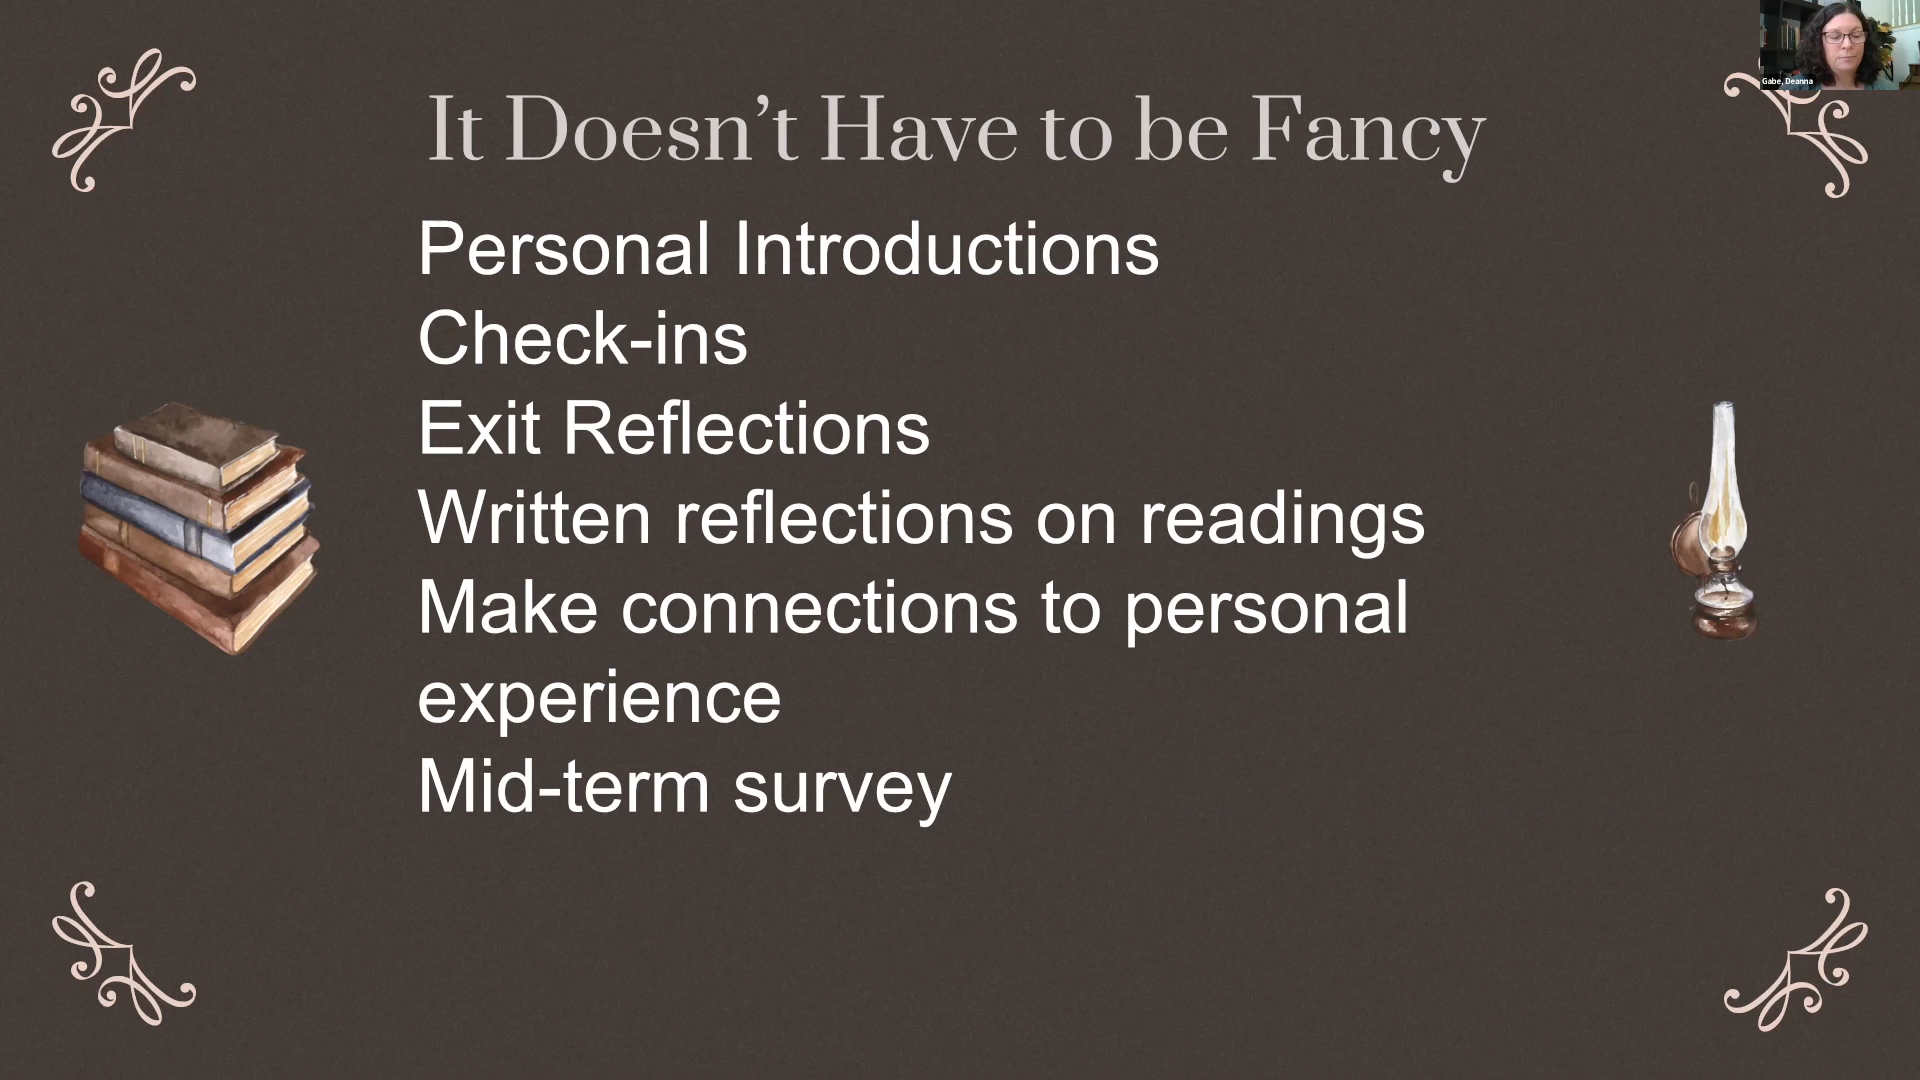 It Doesn’t Have to be Fancy
Personal Introductions
Check-ins
Exit Reflections
Written reflections on readings
Make connections to personal
experience
Mid-term survey
Gabe, Deanna